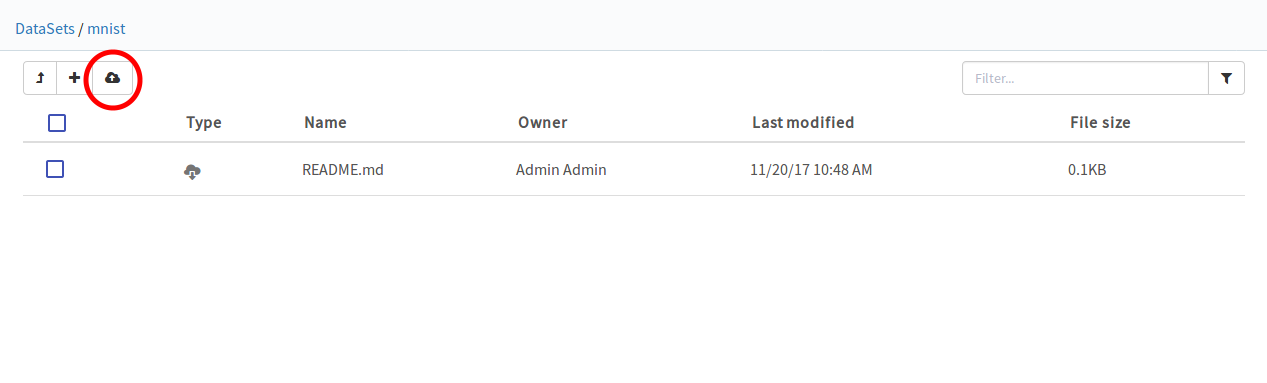 DataSets / mnist
Filter...
Type Name Owner Last modified File size
README.md Admin Admin 11/20/17 10:48 AM 0.1KB